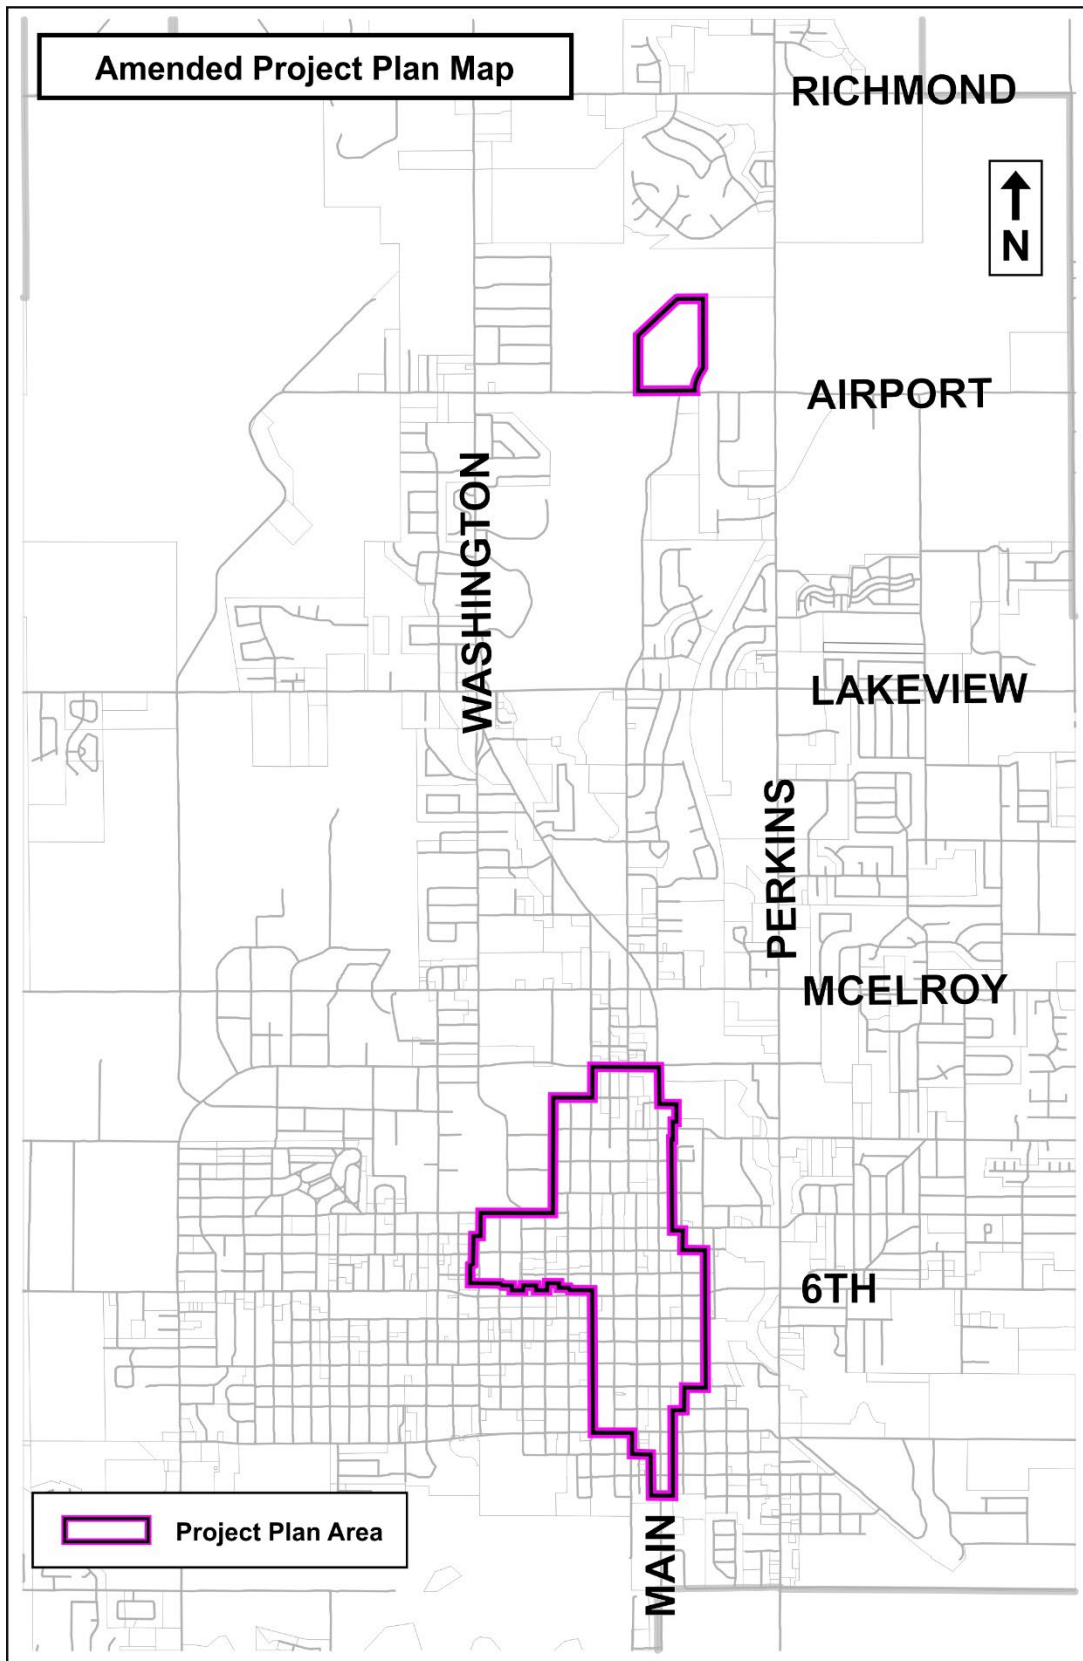 Amended Project Plan Map
RICHMOND
N
AIRPORT
WASHINGTON
LAKEVIEW
PERKINS
MCELROY
6TH
Project Plan Area
MAIN